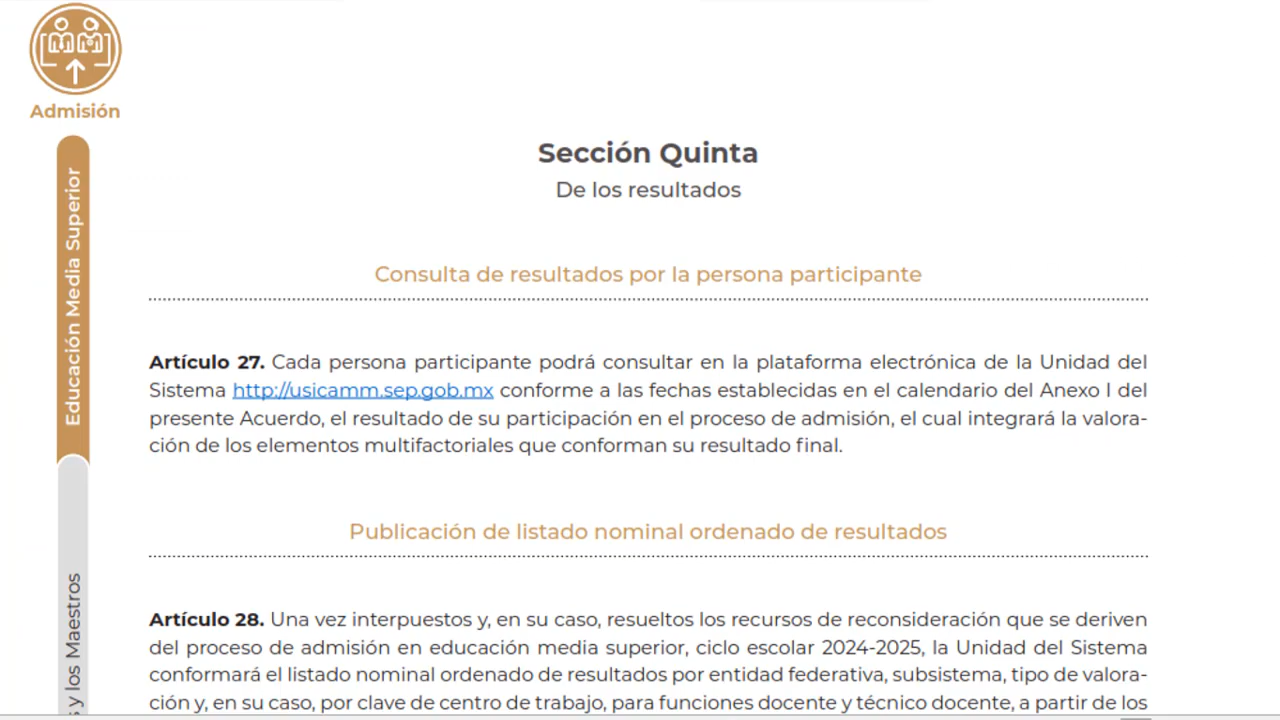 Admisión
Educación Media Superior
s y los Maestros
Sección Quinta
De los resultados
Consulta de resultados por la persona participante
Artículo 27. Cada persona participante podrá consultar en la plataforma electrónica de la Unidad del
Sistema http://usicamm.sep.gob.mx conforme a las fechas establecidas en el calendario del Anexo I del
presente Acuerdo, el resultado de su participación en el proceso de admisión, el cual integrará la valora-
ción de los elementos multifactoriales que conforman su resultado final.
Publicación de listado nominal ordenado de resultados
Artículo 28. Una vez interpuestos y, en su caso, resueltos los recursos de reconsideración que se deriven
del proceso de admisión en educación media superior, ciclo escolar 2024-2025, la Unidad del Sistema
conformará el listado nominal ordenado de resultados por entidad federativa, subsistema, tipo de valora-
ción y, en su caso, por clave de centro de trabajo, para funciones docente y técnico docente, a partir de los